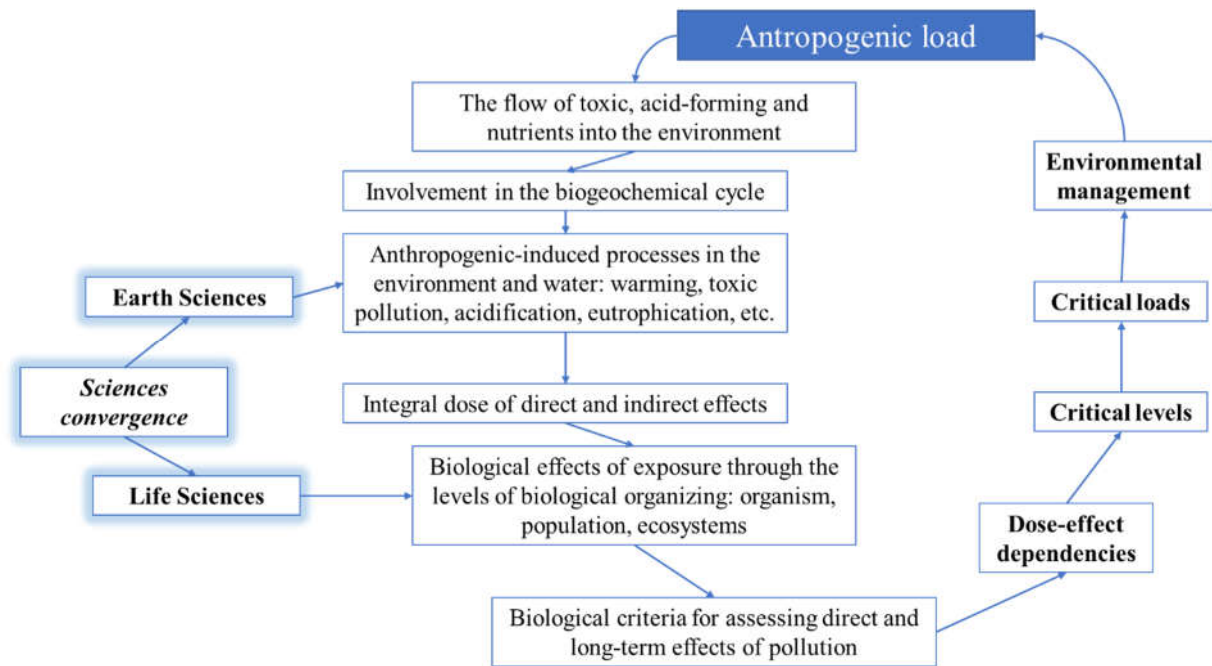 Antropogenic load
The flow of toxic, acid-forming and
nutrients into the environment
Involvement in the biogeochemical cycle
Anthropogenic-induced processes in the
environment and water: warming, toxic
pollution, acidification, eutrophication, etc.
Earth Sciences
Sciences
convergence
Life Sciences
Integral dose of direct and indirect effects
Biological effects of exposure through the
levels of biological organizing: organism,
population, ecosystems
Biological criteria for assessing direct and
long-term effects of pollution
Dose-effect
dependencies
Critical levels
Critical loads
Environmental
management